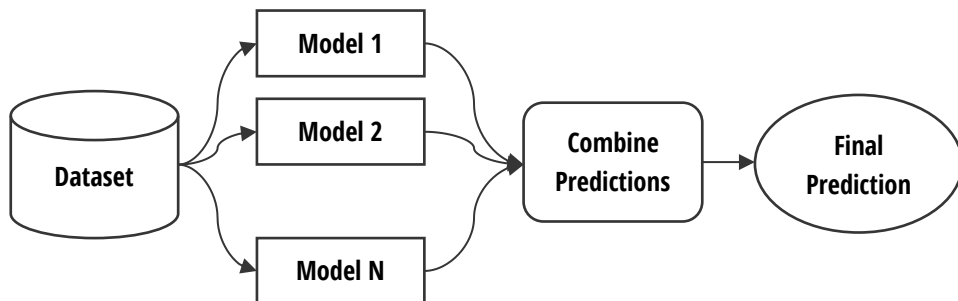 Dataset
Model 1
Model 2
Model N
Combine
Predictions
Final
Prediction